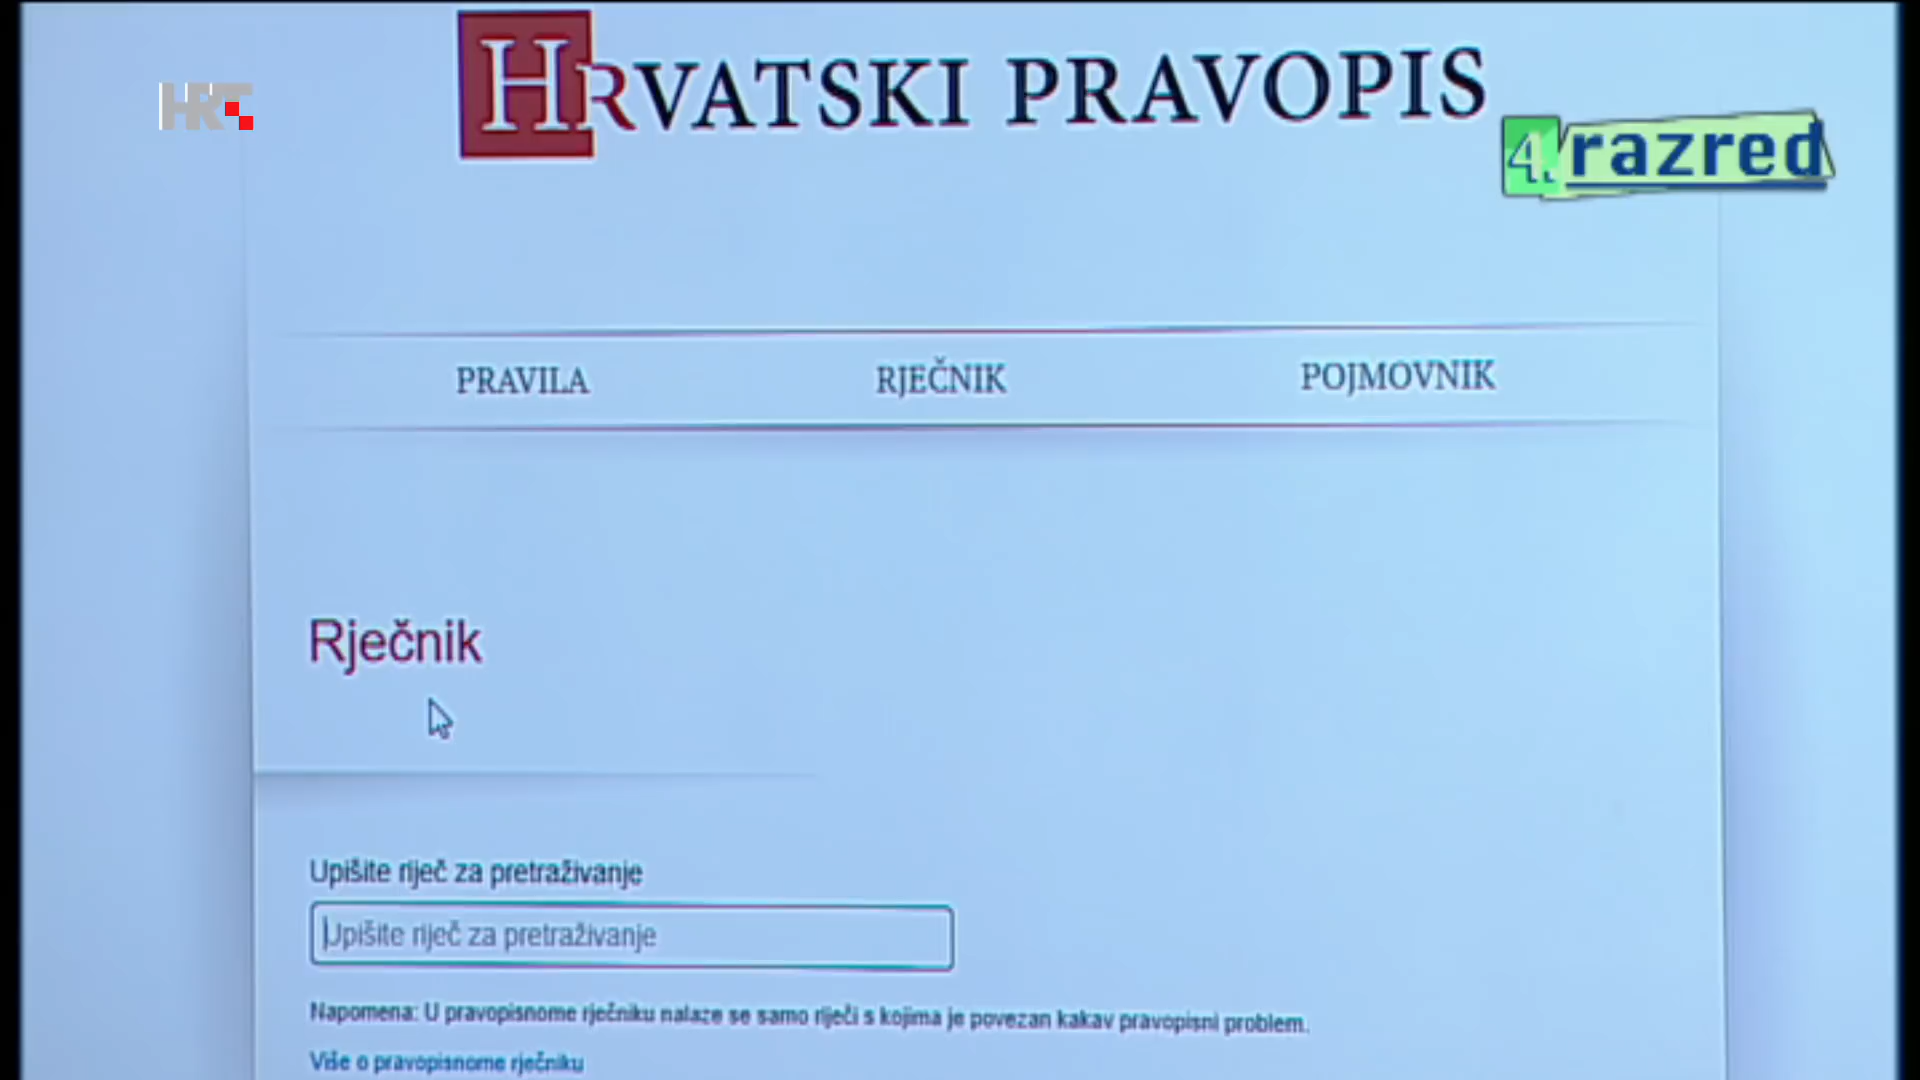 HRVATSKI PRAVOPIS
HRT
4. razred
PRAVILA RJEČNIK POJMOVNIK
Rječnik
Upišite riječ za pretraživanje
Upišite riječ za pretraživanje
Napomena: U pravopisnome rječniku nalaze se samo riječi s kojima je povezan kakav pravopisni problem.
Više o pravopisnome rječniku